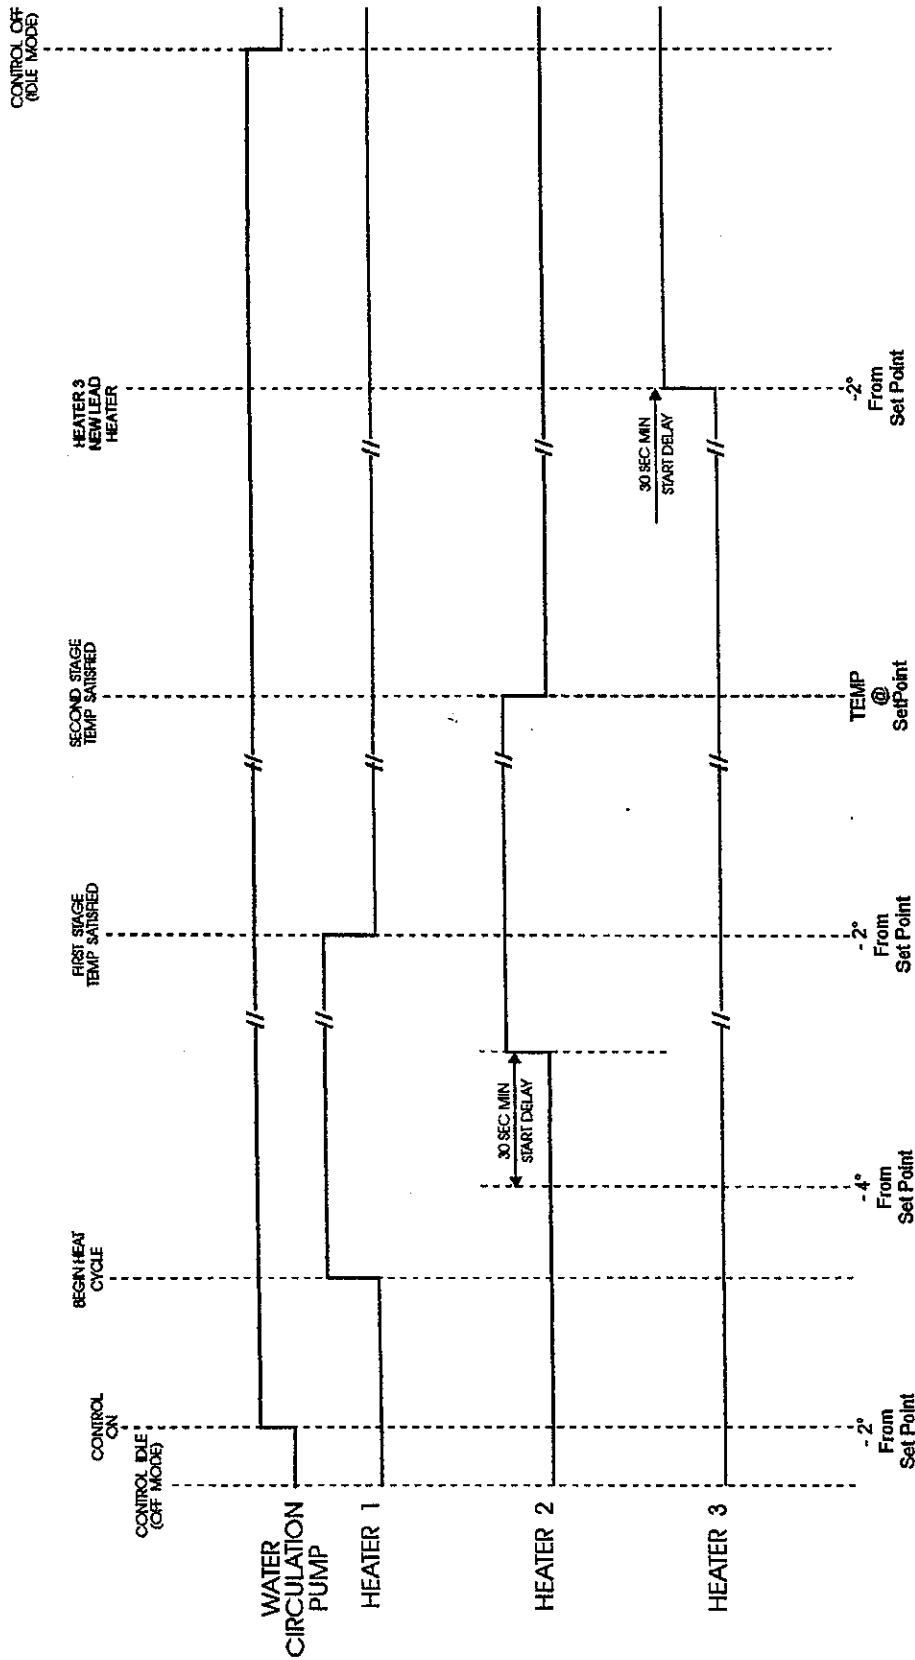 CONTROL IDLE
(OFF MODE)
CONTROL
ON
BEGIN HEAT
CYCLE
FIRST STAGE
TEMP SATISFIED
SECOND STAGE
TEMP SATISFIED
HEATER 3
NEW LEAD
HEATER
CONTROL OFF
(IDLE MODE)
WATER
CIRCULATION
PUMP
HEATER 1
HEATER 2
30 SEC MIN
START DELAY
30 SEC MIN
START DELAY
HEATER 3
-2°
From
Set Point
-4°
From
Set Point
-2°
From
Set Point
TEMP
@
SetPoint
-2°
From
Set Point